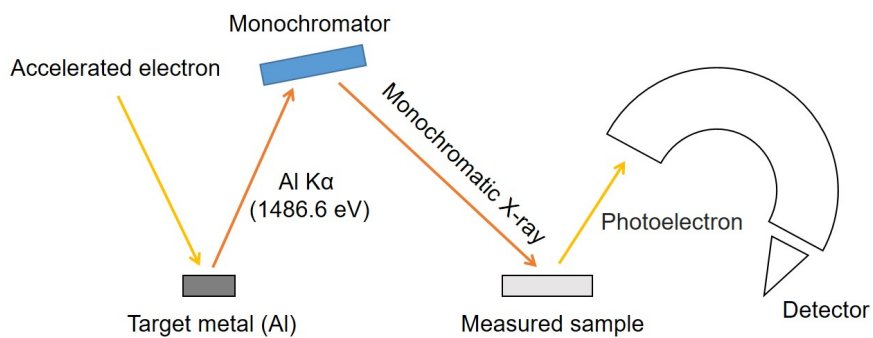 Monochromator
Accelerated electron
Monochromatic X-ray
Al Kα
(1486.6 eV)
Photoelectron
Target metal (Al)
Measured sample
Detector